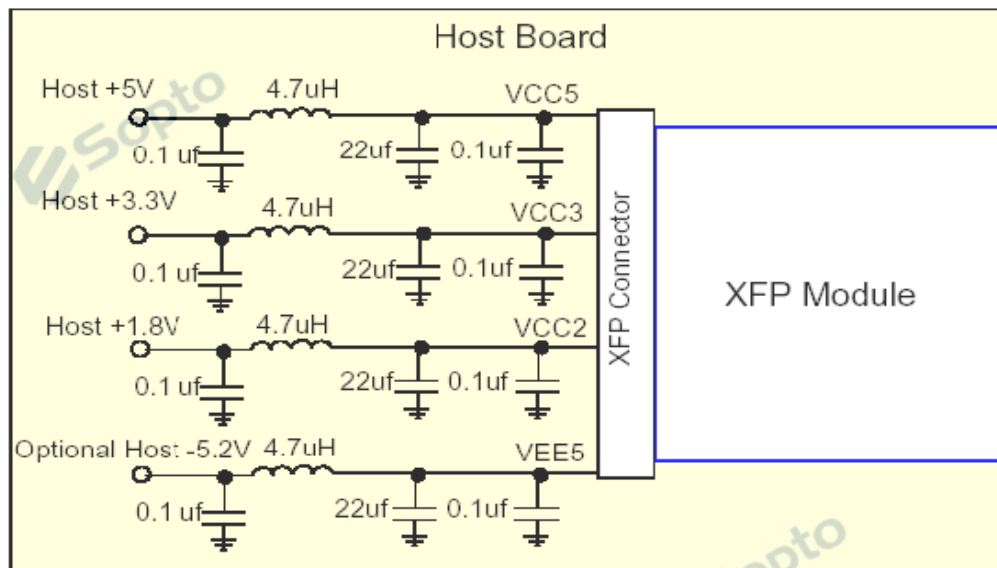 Host Board
Host +5V
4.7uH
VCC5
0.1 uf
22uf
0.1uf
Host +3.3V
4.7uH
VCC3
0.1 uf
22uf
0.1uf
Host +1.8V
4.7uH
VCC2
0.1 uf
22uf
0.1uf
Optional Host -5.2V
4.7uH
VEE5
0.1 uf
22uf
0.1uf
XFP Connector
XFP Module
Sopto
Sopto